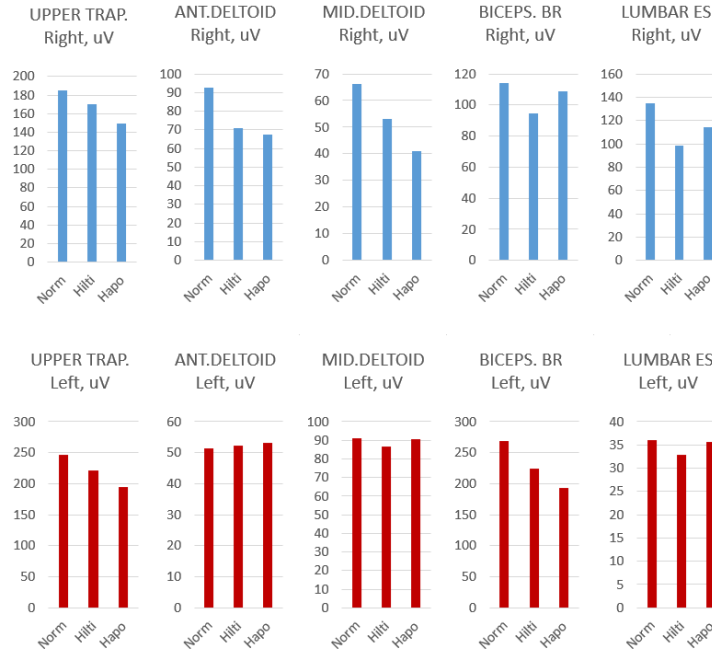 UPPER TRAP.
Right, uV
200
180
160
140
120
100
80
60
40
20
0
Norm Hilti Hapo
ANT.DELTOID
Right, uV
100
90
80
70
60
50
40
30
20
10
0
Norm Hilti Hapo
MID.DELTOID
Right, uV
70
60
50
40
30
20
10
0
Norm Hilti Hapo
BICEPS. BR
Right, uV
120
100
80
60
40
20
0
Norm Hilti Hapo
LUMBAR ES
Right, uV
160
140
120
100
80
60
40
20
0
Norm Hilti Hapo
UPPER TRAP.
Left, uV
300
250
200
150
100
50
0
Norm Hilti Hapo
ANT.DELTOID
Left, uV
60
50
40
30
20
10
0
Norm Hilti Hapo
MID.DELTOID
Left, uV
100
90
80
70
60
50
40
30
20
10
0
Norm Hilti Hapo
BICEPS. BR
Left, uV
300
250
200
150
100
50
0
Norm Hilti Hapo
LUMBAR ES
Left, uV
40
35
30
25
20
15
10
5
0
Norm Hilti Hapo